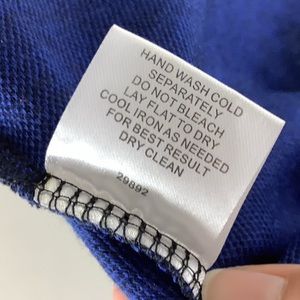 HAND WASH COLD
SEPARATELY
DO NOT BLEACH
LAY FLAT TO DRY
COOL IRON AS NEEDED
FOR BEST RESULT
DRY CLEAN
29892